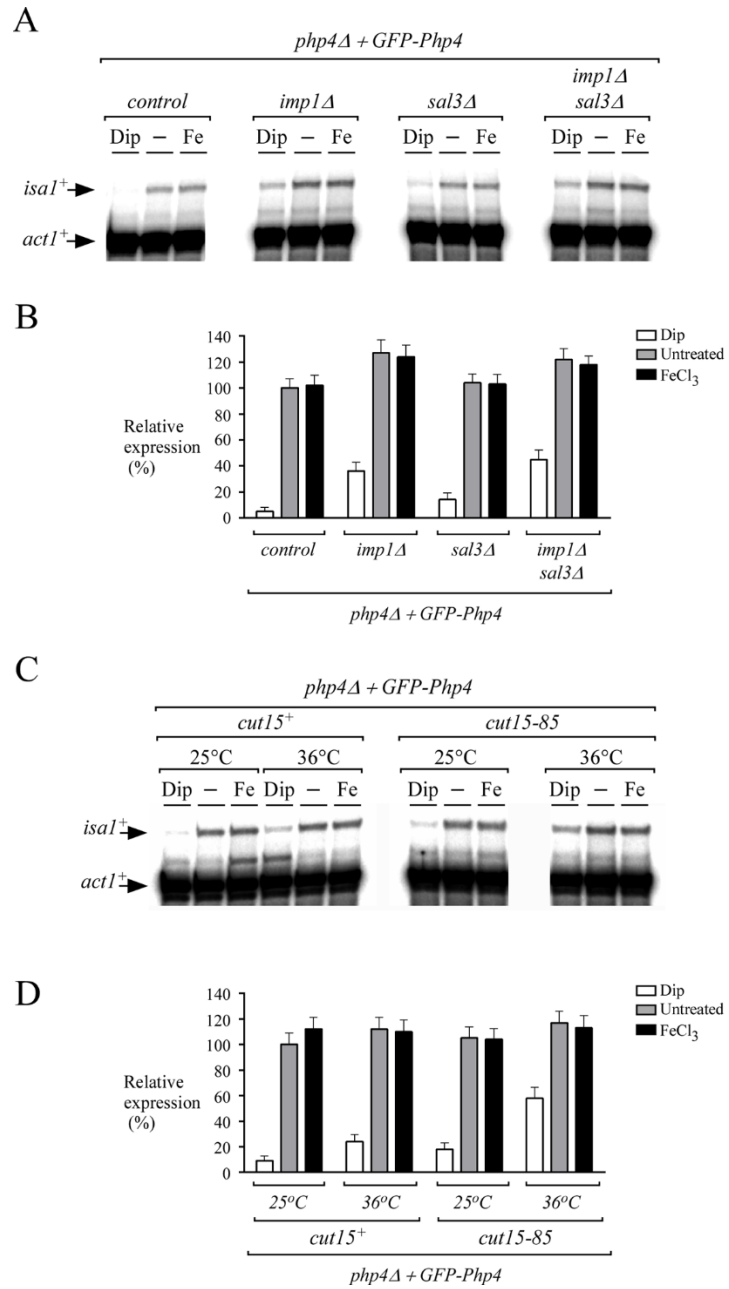 A
php4Δ + GFP-Php4
control imp1Δ sal3Δ imp1Δ sal3Δ
Dip – Fe Dip – Fe Dip – Fe Dip – Fe
isa1+
act1+
B
140
120
100
80
60
40
20
0
Relative
expression
(%)
Dip
Untreated
FeCl3
control imp1Δ sal3Δ imp1Δ
sal3Δ
php4Δ + GFP-Php4
C
php4Δ + GFP-Php4
cut15+ cut15-85
25°C 36°C 25°C 36°C
Dip – Fe Dip – Fe Dip – Fe Dip – Fe
isa1+
act1+
D
140
120
100
80
60
40
20
0
Relative
expression
(%)
Dip
Untreated
FeCl3
25°C 36°C 25°C 36°C
cut15+ cut15-85
php4Δ + GFP-Php4